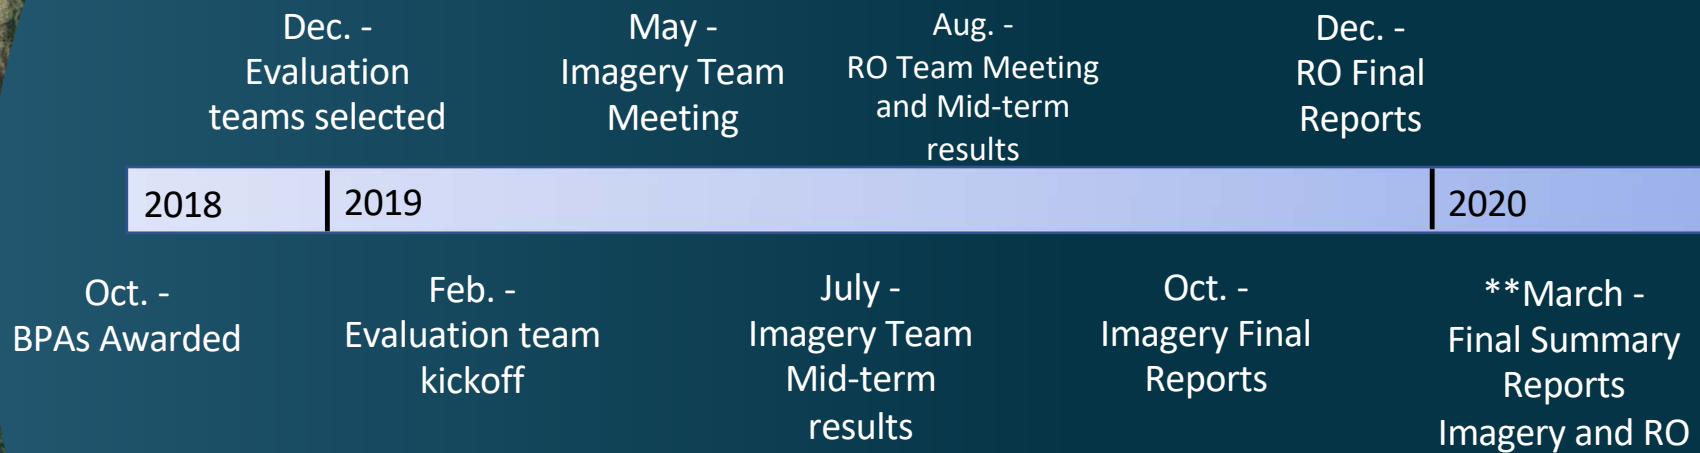 Dec. -
Evaluation
teams selected
May -
Imagery Team
Meeting
Aug. -
RO Team Meeting
and Mid-term
results
Dec. -
RO Final
Reports
2018
2019
2020
Oct. -
BPAs Awarded
Feb. -
Evaluation team
kickoff
July -
Imagery Team
Mid-term
results
Oct. -
Imagery Final
Reports
**March -
Final Summary
Reports
Imagery and RO